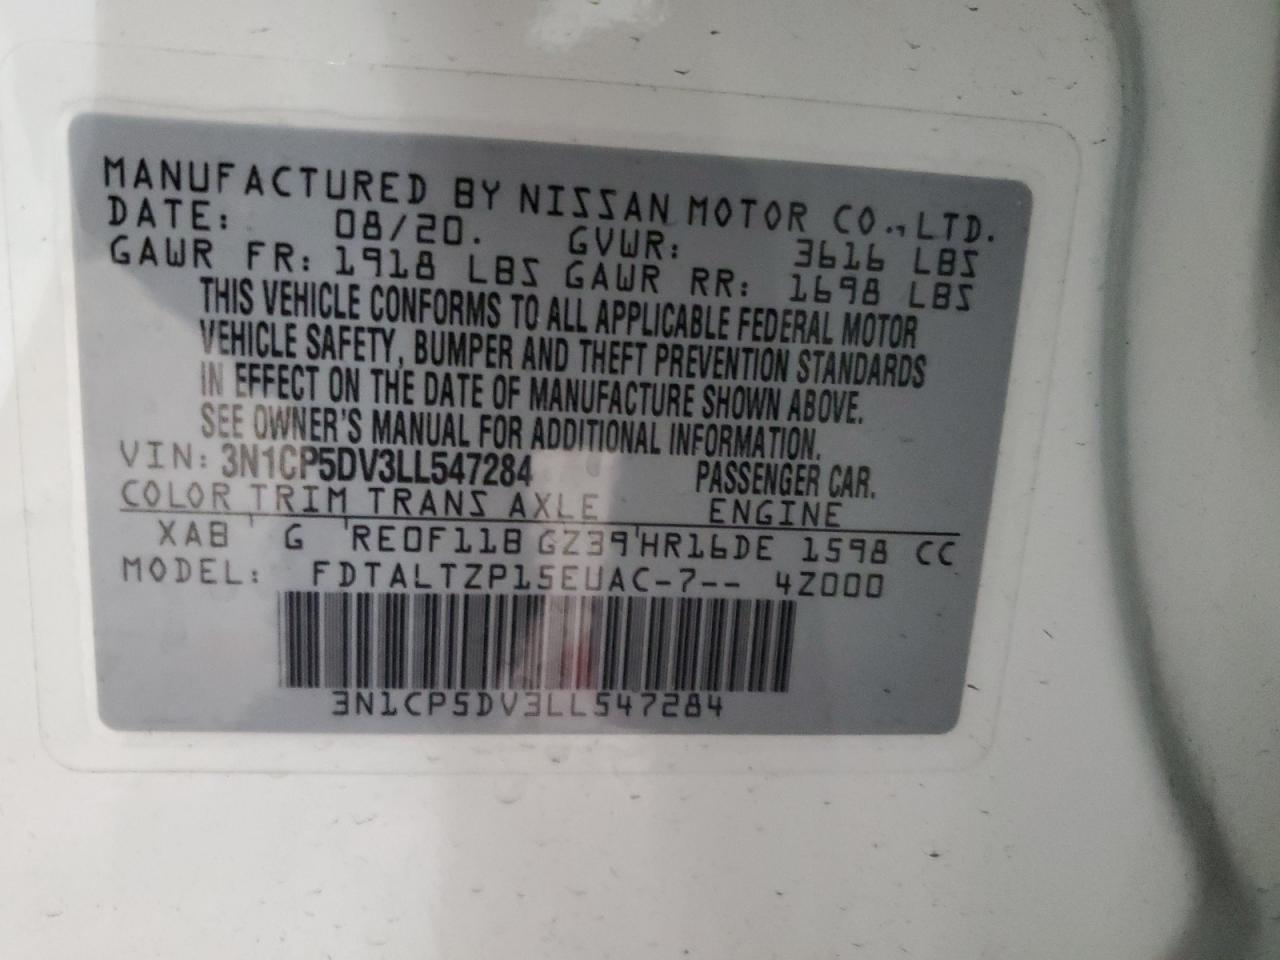 MANUFACTURED BY NISSAN MOTOR CO.,LTD.
DATE: 08/20. GVWR: 3616 LBS
GAWR FR: 1918 LBS GAWR RR: 1698 LBS
THIS VEHICLE CONFORMS TO ALL APPLICABLE FEDERAL MOTOR
VEHICLE SAFETY, BUMPER AND THEFT PREVENTION STANDARDS
IN EFFECT ON THE DATE OF MANUFACTURE SHOWN ABOVE.
SEE OWNER'S MANUAL FOR ADDITIONAL INFORMATION.
VIN: 3N1CP5DV3LL547284 PASSENGER CAR.
COLOR TRIM TRANS AXLE ENGINE
XAB G RE0F11B GZ39 HR16DE 1598 CC
MODEL: FDTALTZP15EUAC-7-- 4Z000
3N1CP5DV3LL547284